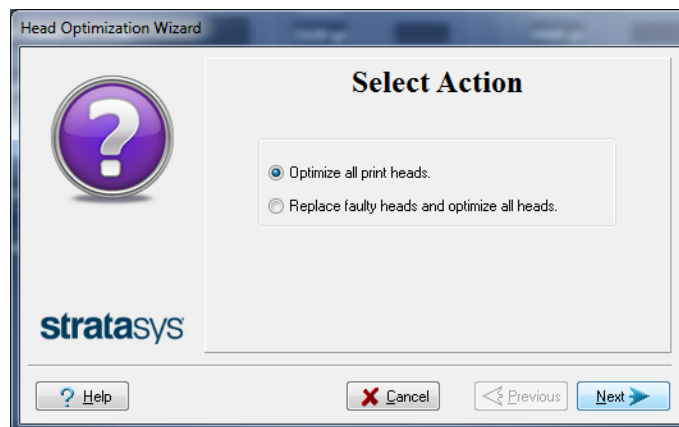 Head Optimization Wizard
Select Action
Optimize all print heads.
Replace faulty heads and optimize all heads.
stratasys
? Help
Cancel
Previous
Next